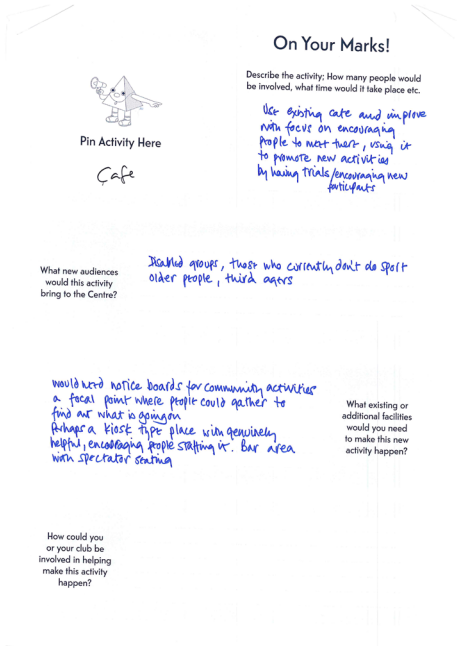 On Your Marks!
Describe the activity; How many people would
be involved, what time would it take place etc.
Pin Activity Here
Cafe
Use existing cafe and improve
with focus on encouraging
people to meet there, using it
to promote new activities
by having trials/encouraging new
participants
What new audiences
would this activity
bring to the Centre?
Disabled groups, those who currently don't do sport
older people, third agers
would need notice boards for community activities
a focal point where people could gather to
find out what is going on
Perhaps a kiosk type place with genuinely
helpful, encouraging people staffing it. Bar area
with spectator seating
What existing or
additional facilities
would you need
to make this new
activity happen?
How could you
or your club be
involved in helping
make this activity
happen?